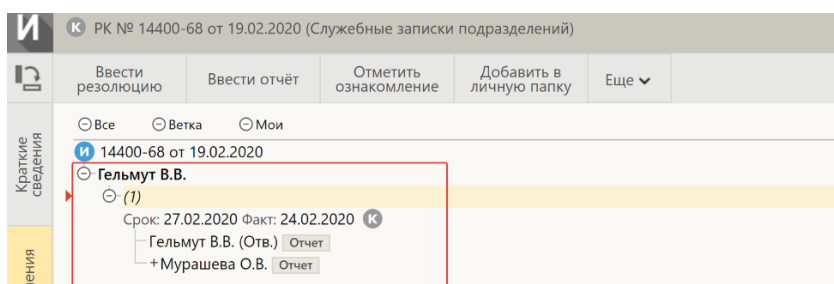 И К РК № 14400-68 от 19.02.2020 (Служебные записки подразделений)
Ввести резолюцию
Ввести отчёт
Отметить ознакомление
Добавить в личную папку
Еще
Краткие сведения
Все Ветка Мои
И 14400-68 от 19.02.2020
Гельмут В.В.
(1)
Срок: 27.02.2020 Факт: 24.02.2020 К
Гельмут В.В. (Отв.) Отчет
+Мурашева О.В. Отчет